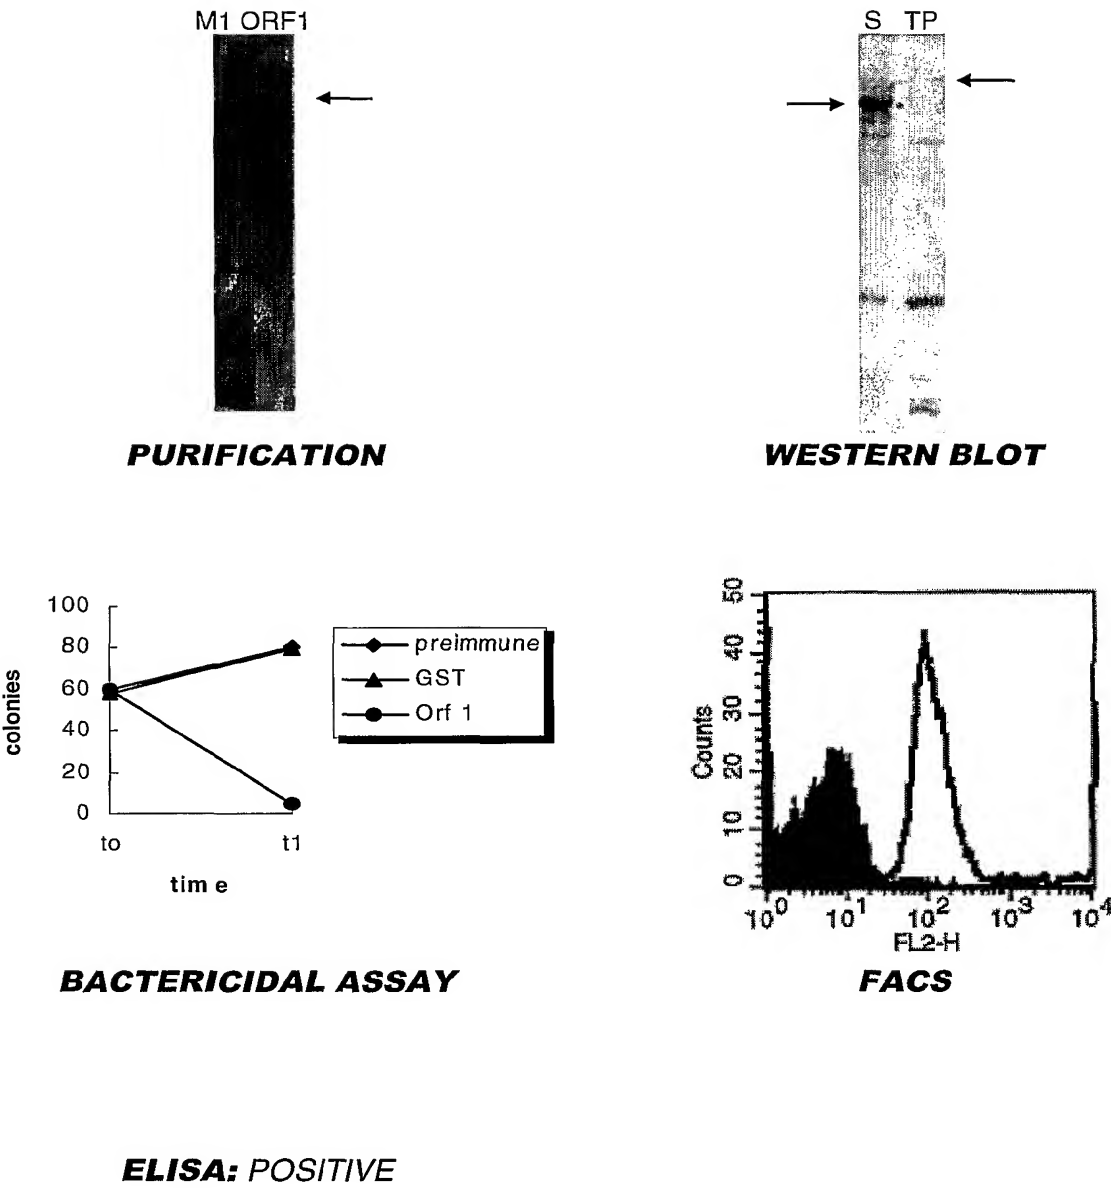 M1 ORF1
S TP
PURIFICATION
WESTERN BLOT
100
80
60
40
20
0
colonies
to t1
tim e
preimmune
GST
Orf 1
50
40
30
20
10
0
Counts
10^0 10^1 10^2 10^3 10^4
FL2-H
BACTERICIDAL ASSAY
FACS
ELISA: POSITIVE